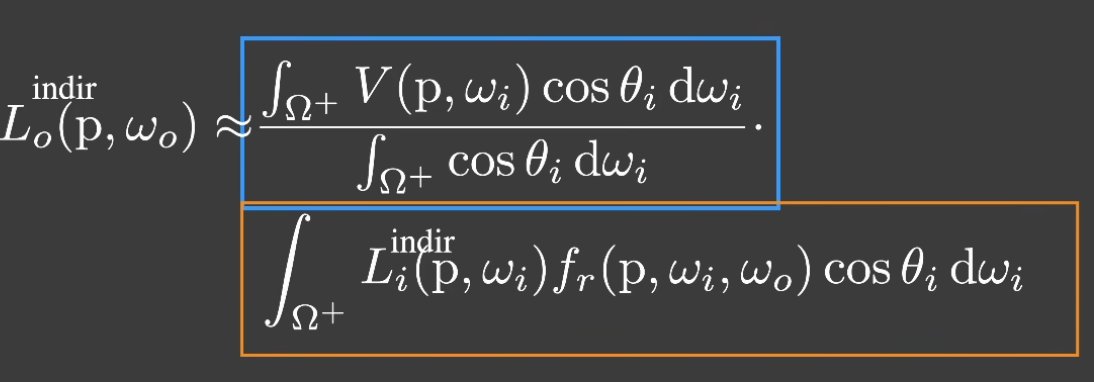 L_o^{indir}(p, ω_o) ≈ \frac{∫_{Ω^+} V(p, ω_i) cos θ_i dω_i}{∫_{Ω^+} cos θ_i dω_i} ·
∫_{Ω^+} L_i^{indir}(p, ω_i) f_r(p, ω_i, ω_o) cos θ_i dω_i